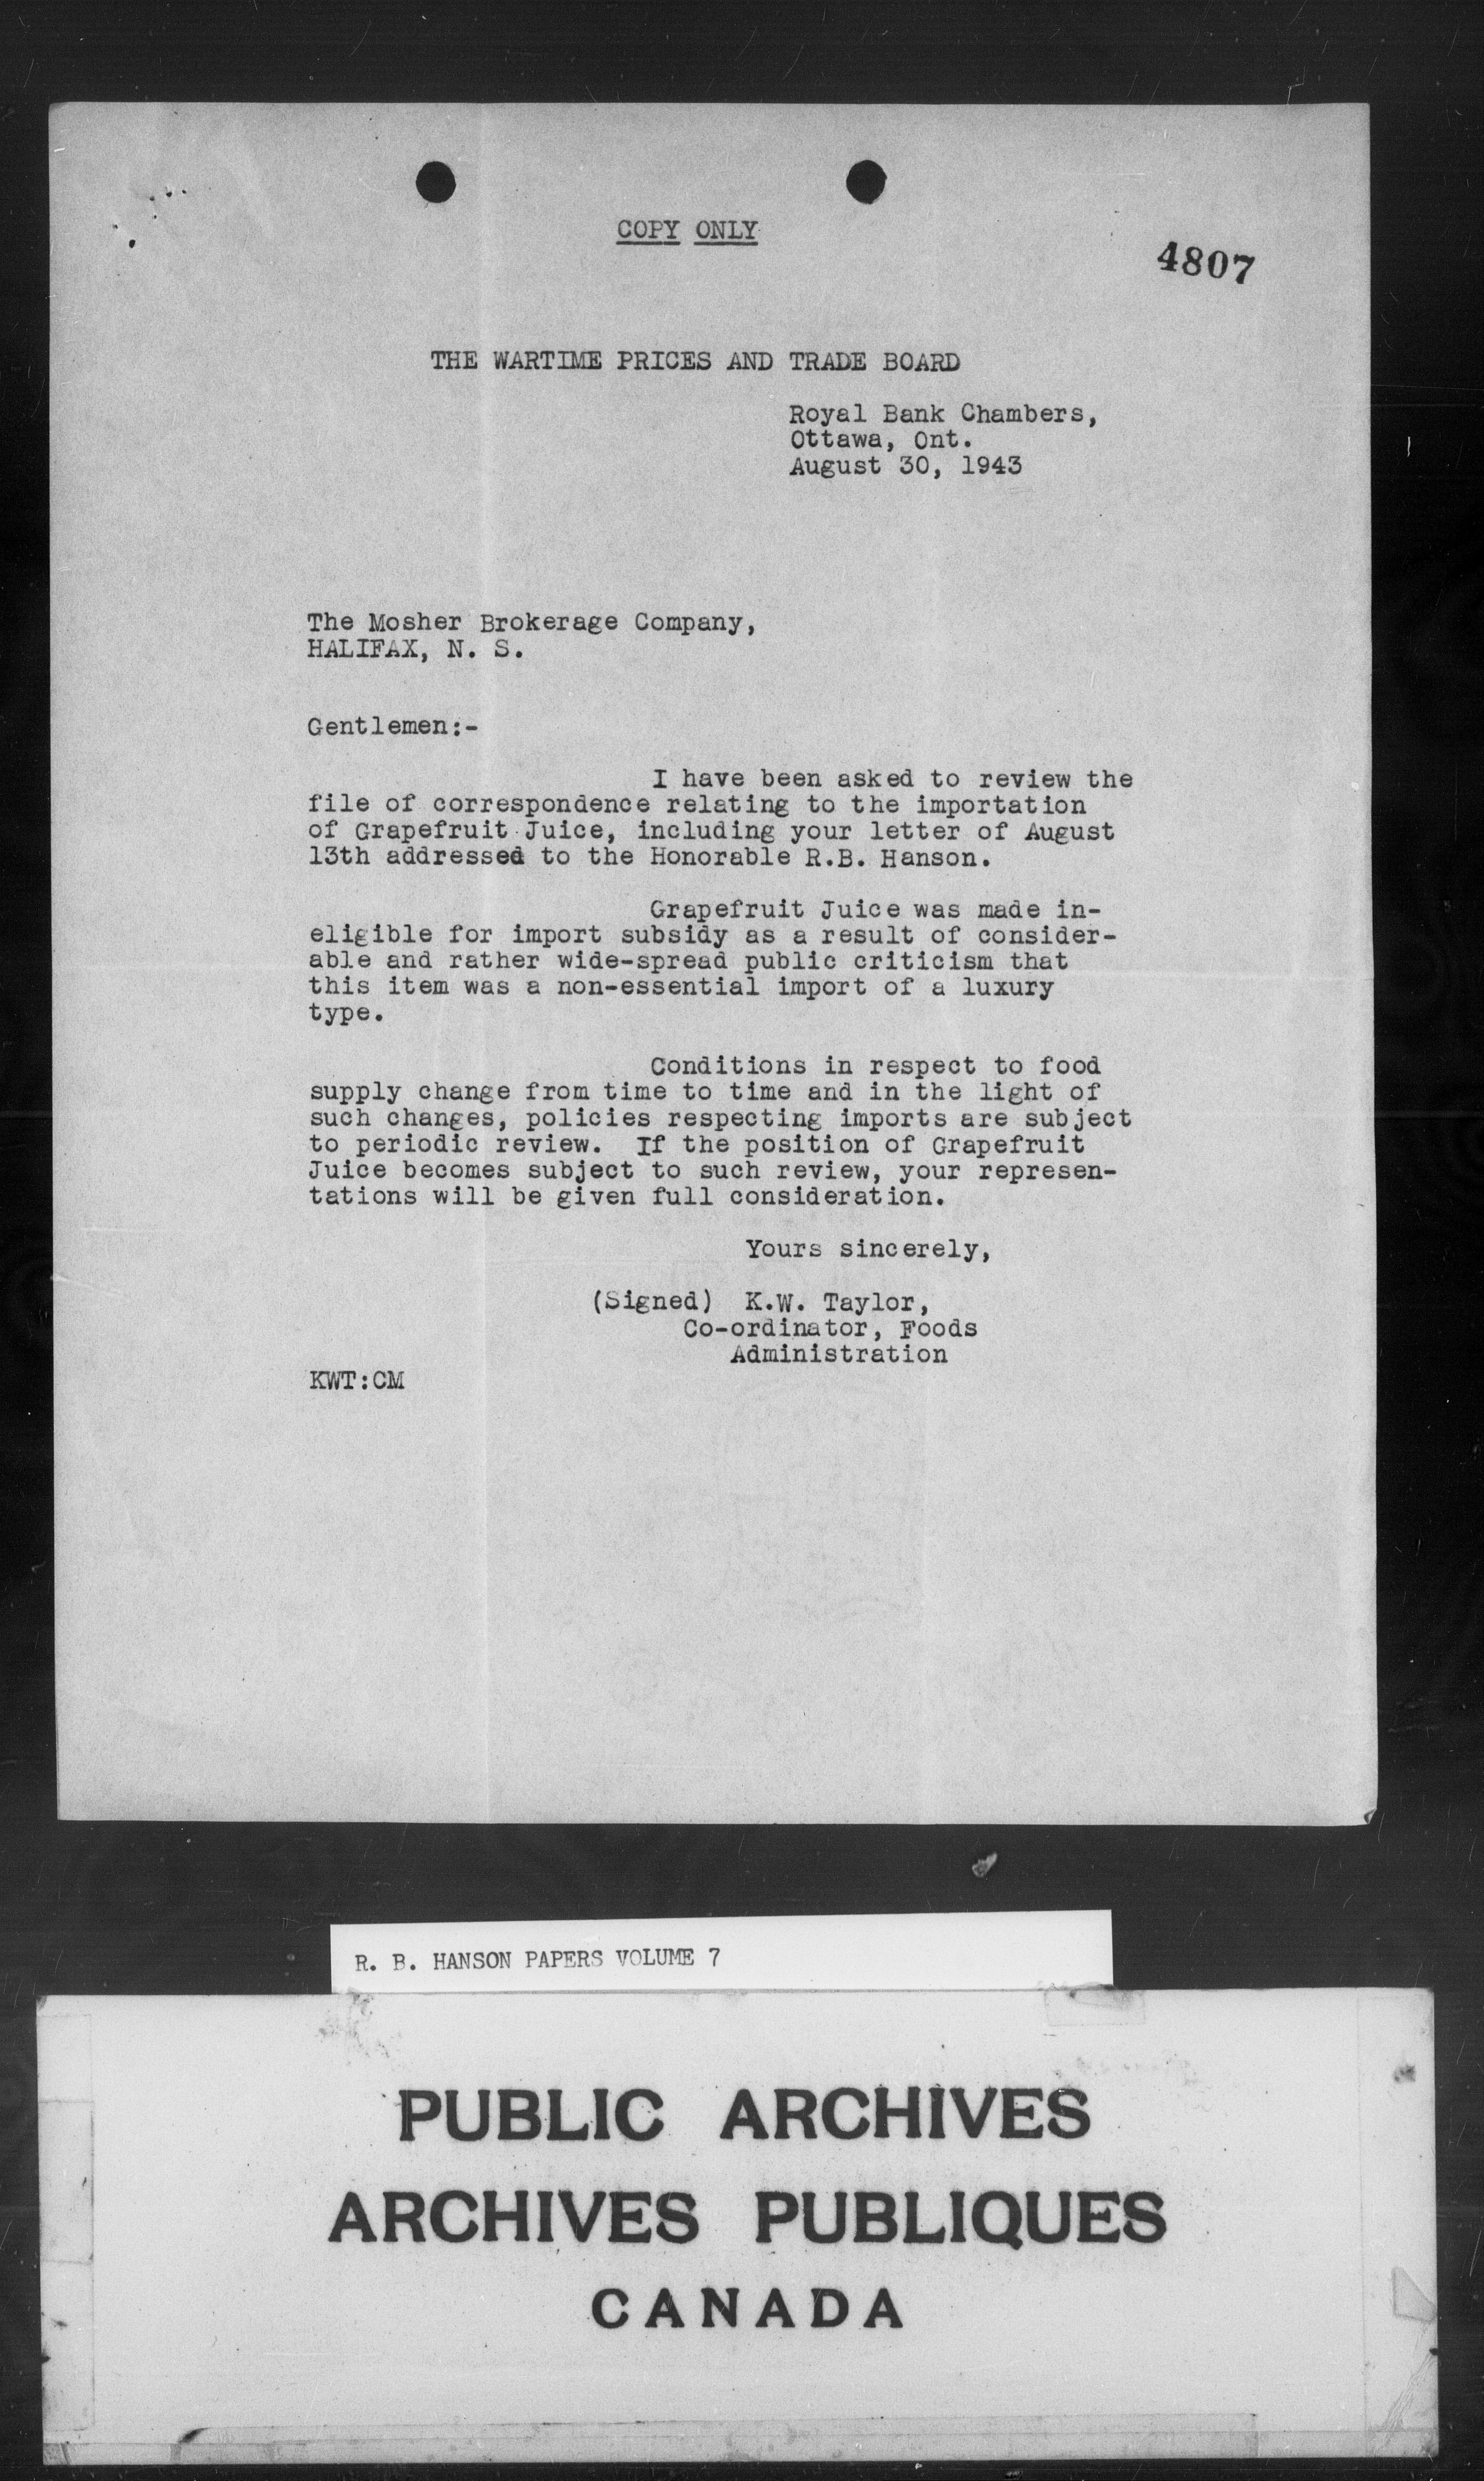 COPY ONLY
4807
THE WARTIME PRICES AND TRADE BOARD
Royal Bank Chambers,
Ottawa, Ont.
August 30, 1943
The Mosher Brokerage Company,
HALIFAX, N. S.
Gentlemen:-
I have been asked to review the
file of correspondence relating to the importation
of Grapefruit Juice, including your letter of August
13th addressed to the Honorable R.B. Hanson.
Grapefruit Juice was made in-
eligible for import subsidy as a result of consider-
able and rather wide-spread public criticism that
this item was a non-essential import of a luxury
type.
Conditions in respect to food
supply change from time to time and in the light of
such changes, policies respecting imports are subject
to periodic review. If the position of Grapefruit
Juice becomes subject to such review, your represen-
tations will be given full consideration.
Yours sincerely,
(Signed) K.W. Taylor,
Co-ordinator, Foods
Administration
KWT:CM
R. B. HANSON PAPERS VOLUME 7
PUBLIC ARCHIVES
ARCHIVES PUBLIQUES
CANADA